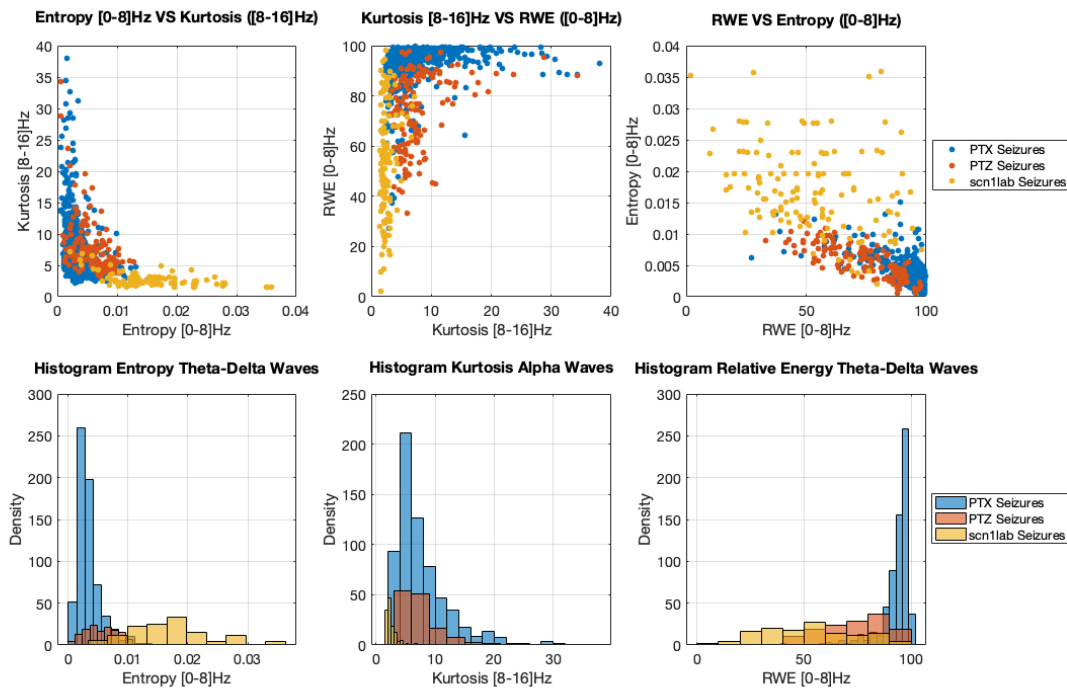 Entropy [0-8]Hz VS Kurtosis ([8-16]Hz)
Kurtosis [8-16]Hz VS RWE ([0-8]Hz)
RWE VS Entropy ([0-8]Hz)
40
35
30
25
20
15
10
5
0
Kurtosis [8-16]Hz
0 0.01 0.02 0.03 0.04
Entropy [0-8]Hz
100
80
60
40
20
0
RWE [0-8]Hz
0 10 20 30 40
Kurtosis [8-16]Hz
0.04
0.035
0.03
0.025
0.02
0.015
0.01
0.005
0
Entropy [0-8]Hz
0 50 100
RWE [0-8]Hz
PTX Seizures
PTZ Seizures
scn1lab Seizures
Histogram Entropy Theta-Delta Waves
Histogram Kurtosis Alpha Waves
Histogram Relative Energy Theta-Delta Waves
300
250
200
150
100
50
0
Density
0 0.01 0.02 0.03
Entropy [0-8]Hz
250
200
150
100
50
0
Density
0 10 20 30
Kurtosis [8-16]Hz
300
250
200
150
100
50
0
Density
0 50 100
RWE [0-8]Hz
PTX Seizures
PTZ Seizures
scn1lab Seizures